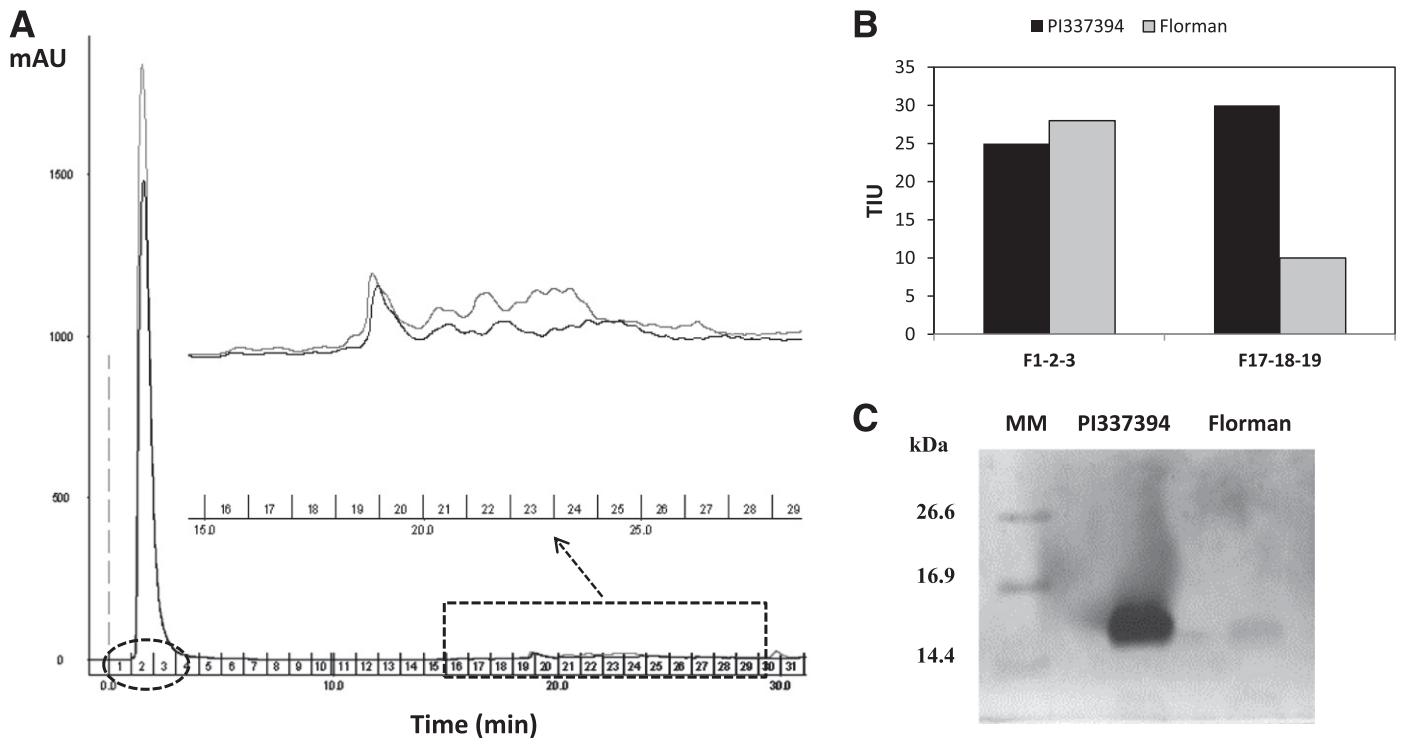 A
mAU
1500
1000
500
0
16 17 18 19 20 21 22 23 24 25 26 27 28 29
15.0 20.0 25.0
1 2 3 4 5 6 7 8 9 10 11 12 13 14 15 16 17 18 19 20 21 22 23 24 25 26 27 28 29 30 31
0.0 10.0 20.0 30.0
Time (min)
B
PI337394 Florman
TIU
35
30
25
20
15
10
5
0
F1-2-3 F17-18-19
C
MM PI337394 Florman
kDa
26.6
16.9
14.4